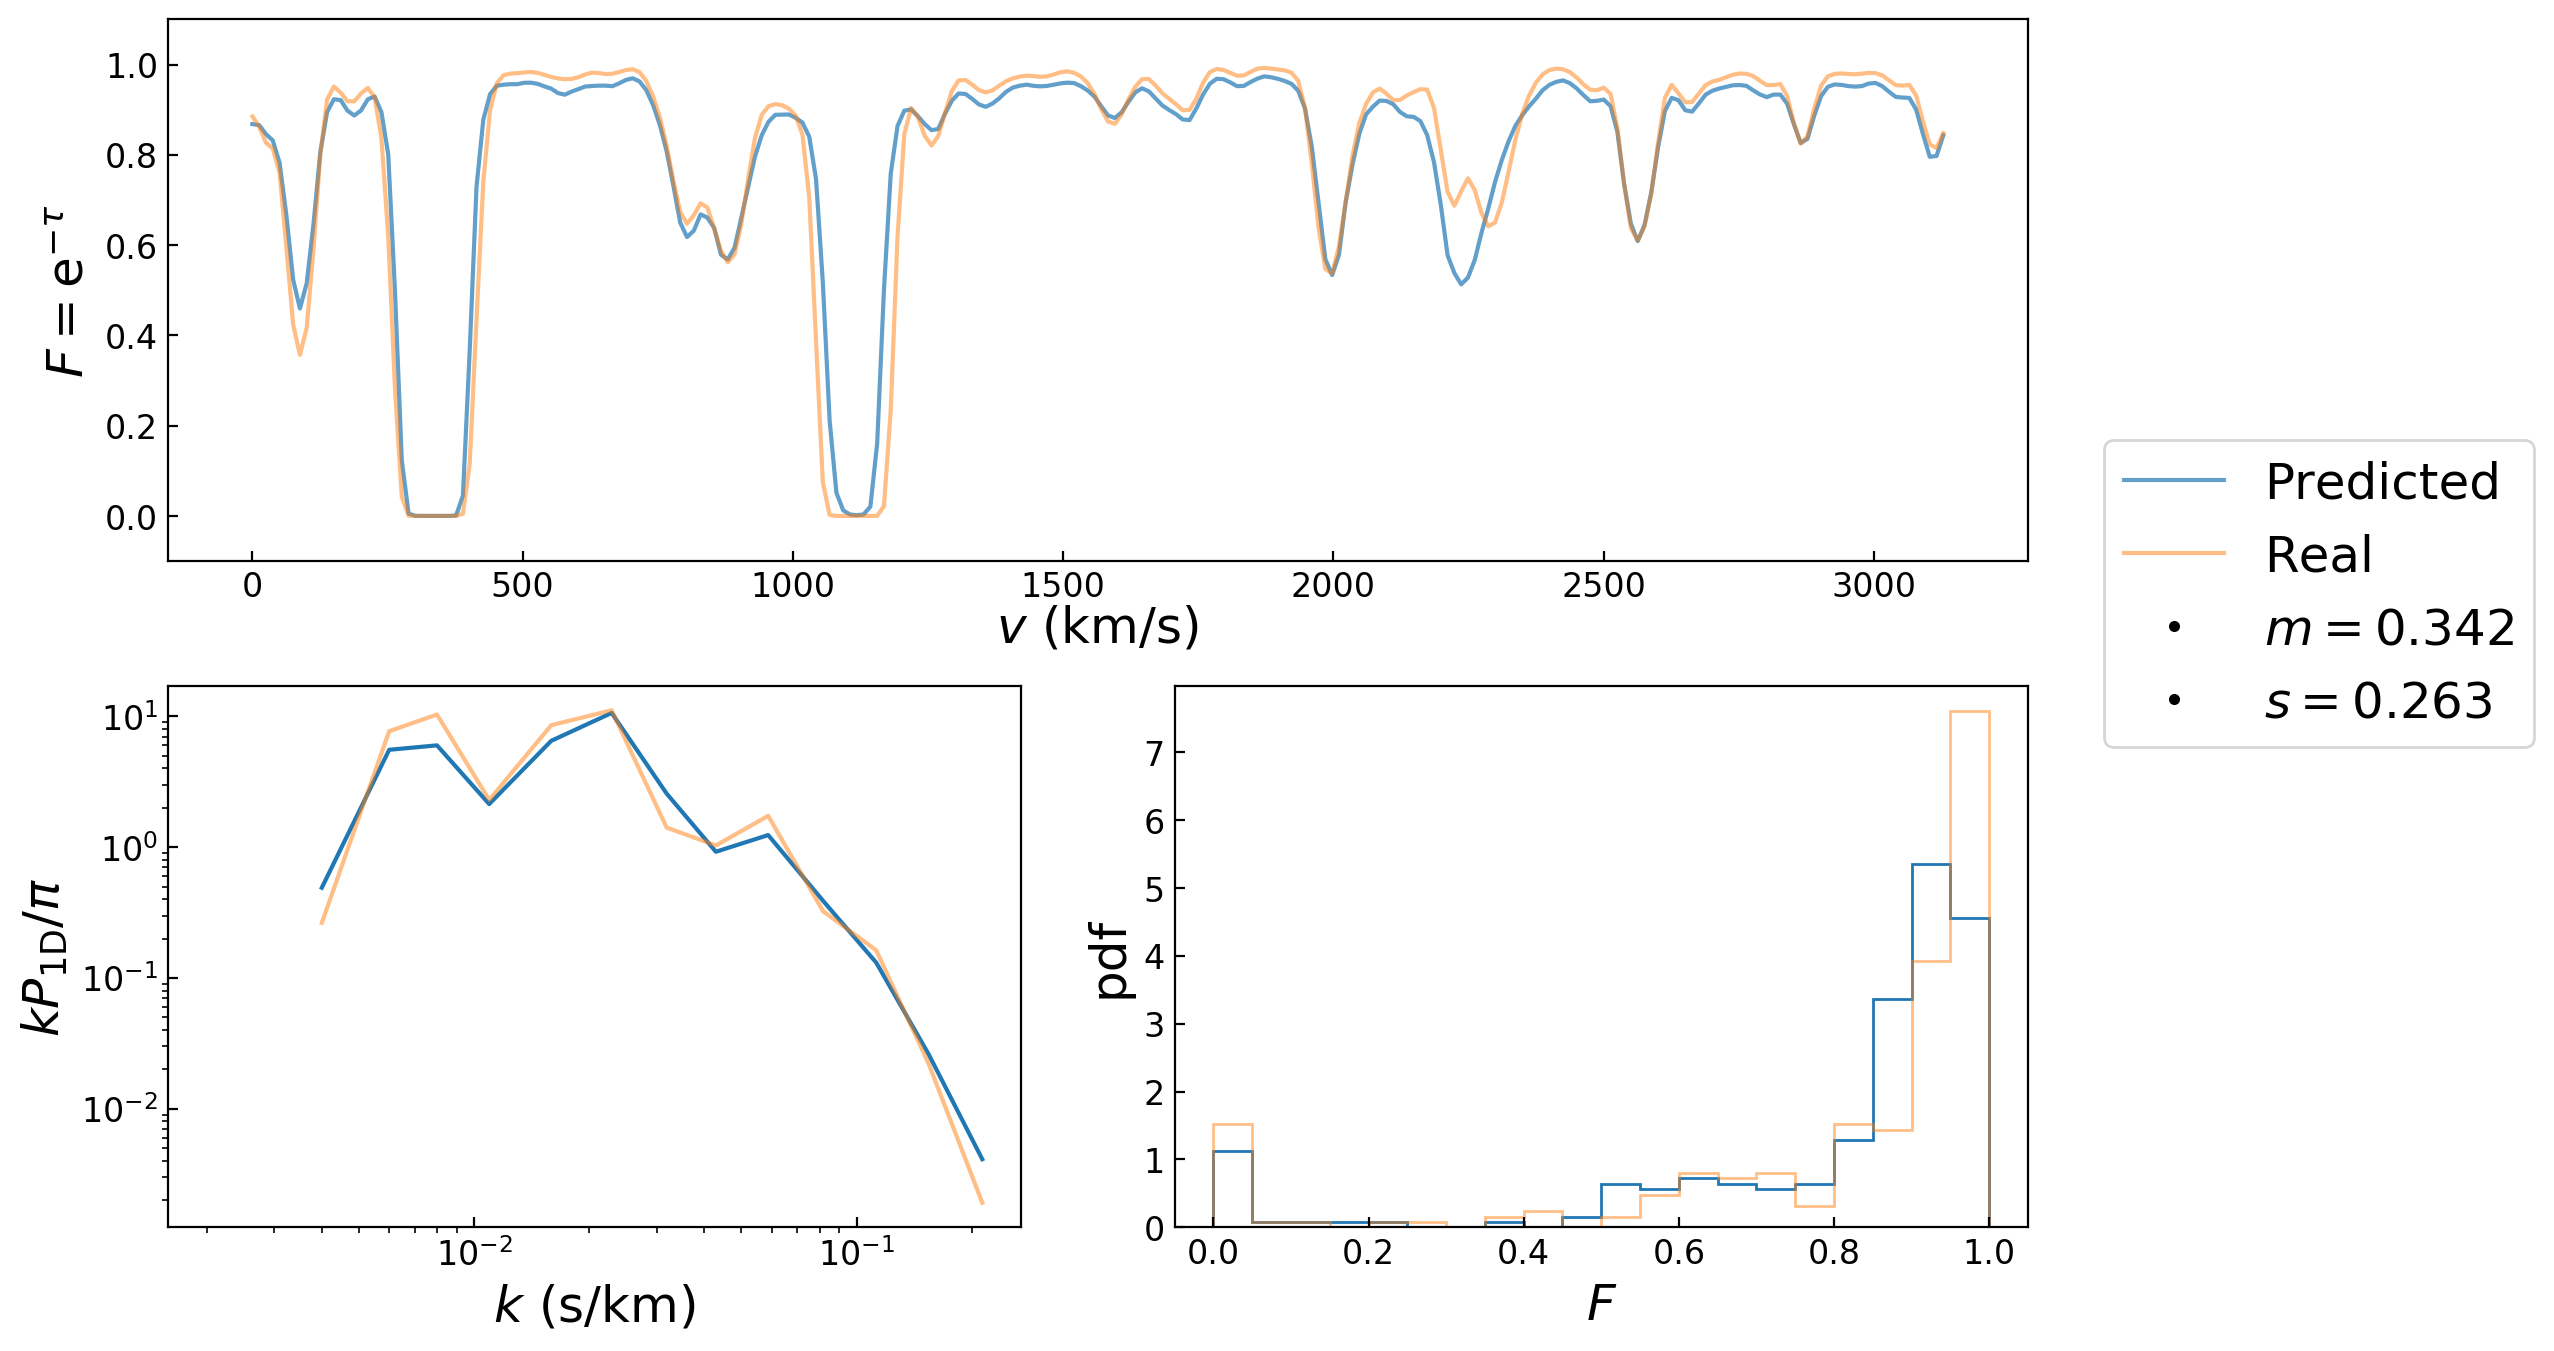 1.0
0.8
0.6
0.4
0.2
0.0
F = e^{−τ}
0 500 1000 1500 2000 2500 3000
v (km/s)
Predicted
Real
m = 0.342
s = 0.263
10^1
10^0
10^{−1}
10^{−2}
kP_{1D}/π
10^{−2} 10^{−1}
k (s/km)
7
6
5
4
3
2
1
0
pdf
0.0 0.2 0.4 0.6 0.8 1.0
F